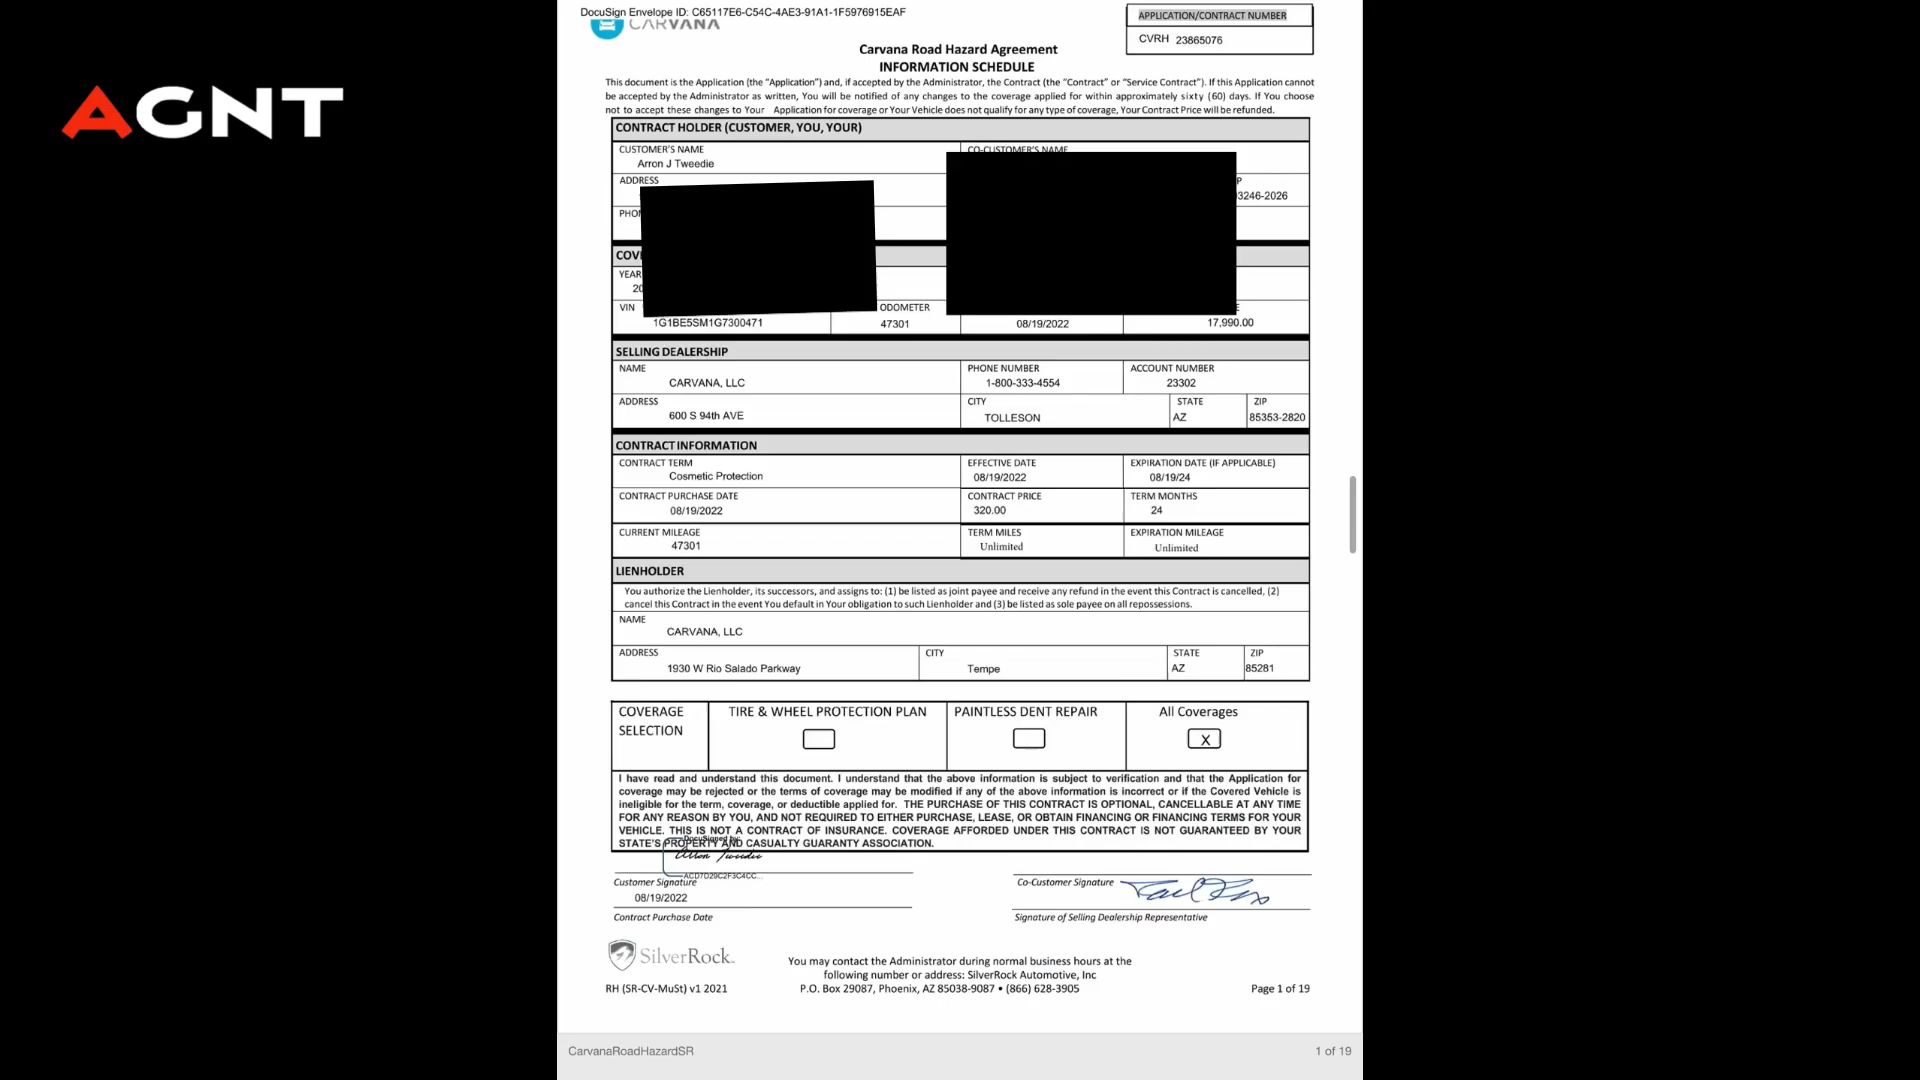 DocuSign Envelope ID: C65117E6-C54C-4AE3-91A1-1F5976915EAF
CARVANA
APPLICATION/CONTRACT NUMBER
CVRH 23865076
AGNT
Carvana Road Hazard Agreement
INFORMATION SCHEDULE
This document is the Application (the "Application") and, if accepted by the Administrator, the Contract (the "Contract" or "Service Contract"). If this Application cannot
be accepted by the Administrator as written, You will be notified of any changes to the coverage applied for within approximately sixty (60) days. If You choose
not to accept these changes to Your Application for coverage or Your Vehicle does not qualify for any type of coverage, Your Contract Price will be refunded.
CONTRACT HOLDER (CUSTOMER, YOU, YOUR)
CUSTOMER'S NAME CO-CUSTOMER'S NAME
Arron J Tweedie
ADDRESS
3246-2026
VIN ODOMETER
1G1BE5SM1G7300471 47301 08/19/2022 17,990.00
SELLING DEALERSHIP
NAME PHONE NUMBER ACCOUNT NUMBER
CARVANA, LLC 1-800-333-4554 23302
ADDRESS CITY STATE ZIP
600 S 94th AVE TOLLESON AZ 85353-2820
CONTRACT INFORMATION
CONTRACT TERM EFFECTIVE DATE EXPIRATION DATE (IF APPLICABLE)
Cosmetic Protection 08/19/2022 08/19/24
CONTRACT PURCHASE DATE CONTRACT PRICE TERM MONTHS
08/19/2022 320.00 24
CURRENT MILEAGE TERM MILES EXPIRATION MILEAGE
47301 Unlimited Unlimited
LIENHOLDER
You authorize the Lienholder, its successors, and assigns to: (1) be listed as joint payee and receive any refund in the event this Contract is cancelled, (2)
cancel this Contract in the event You default in Your obligation to such Lienholder and (3) be listed as sole payee on all repossessions.
NAME
CARVANA, LLC
ADDRESS CITY STATE ZIP
1930 W Rio Salado Parkway Tempe AZ 85281
COVERAGE TIRE & WHEEL PROTECTION PLAN PAINTLESS DENT REPAIR All Coverages
SELECTION X
I have read and understand this document. I understand that the above information is subject to verification and that the Application for
coverage may be rejected or the terms of coverage may be modified if any of the above information is incorrect or if the Covered Vehicle is
ineligible for the term, coverage, or deductible applied for. THE PURCHASE OF THIS CONTRACT IS OPTIONAL, CANCELLABLE AT ANY TIME
FOR ANY REASON BY YOU, AND NOT REQUIRED TO EITHER PURCHASE, LEASE, OR OBTAIN FINANCING OR FINANCING TERMS FOR YOUR
VEHICLE. THIS IS NOT A CONTRACT OF INSURANCE. COVERAGE AFFORDED UNDER THIS CONTRACT IS NOT GUARANTEED BY YOUR
STATE'S PROPERTY AND CASUALTY GUARANTY ASSOCIATION.
DocuSigned by:
Arron Tweedie
ACD7D29C2F3C4CC...
Customer Signature Co-Customer Signature
08/19/2022
Contract Purchase Date Signature of Selling Dealership Representative
SilverRock
You may contact the Administrator during normal business hours at the
following number or address: SilverRock Automotive, Inc
RH (SR-CV-MuSt) v1 2021 P.O. Box 29087, Phoenix, AZ 85038-9087 • (866) 628-3905 Page 1 of 19
CarvanaRoadHazardSR 1 of 19